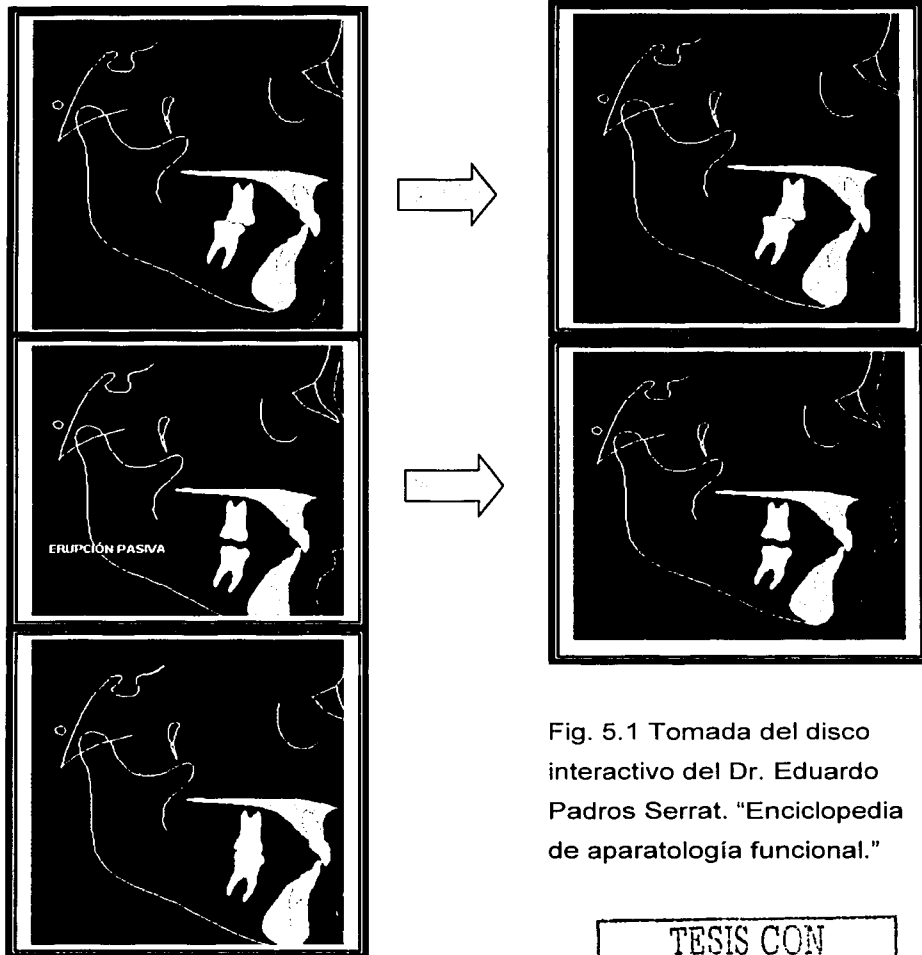 ERUPCIÓN PASIVA
Fig. 5.1 Tomada del disco
interactivo del Dr. Eduardo
Padros Serrat. “Enciclopedia
de aparatología funcional.”
TESIS CON